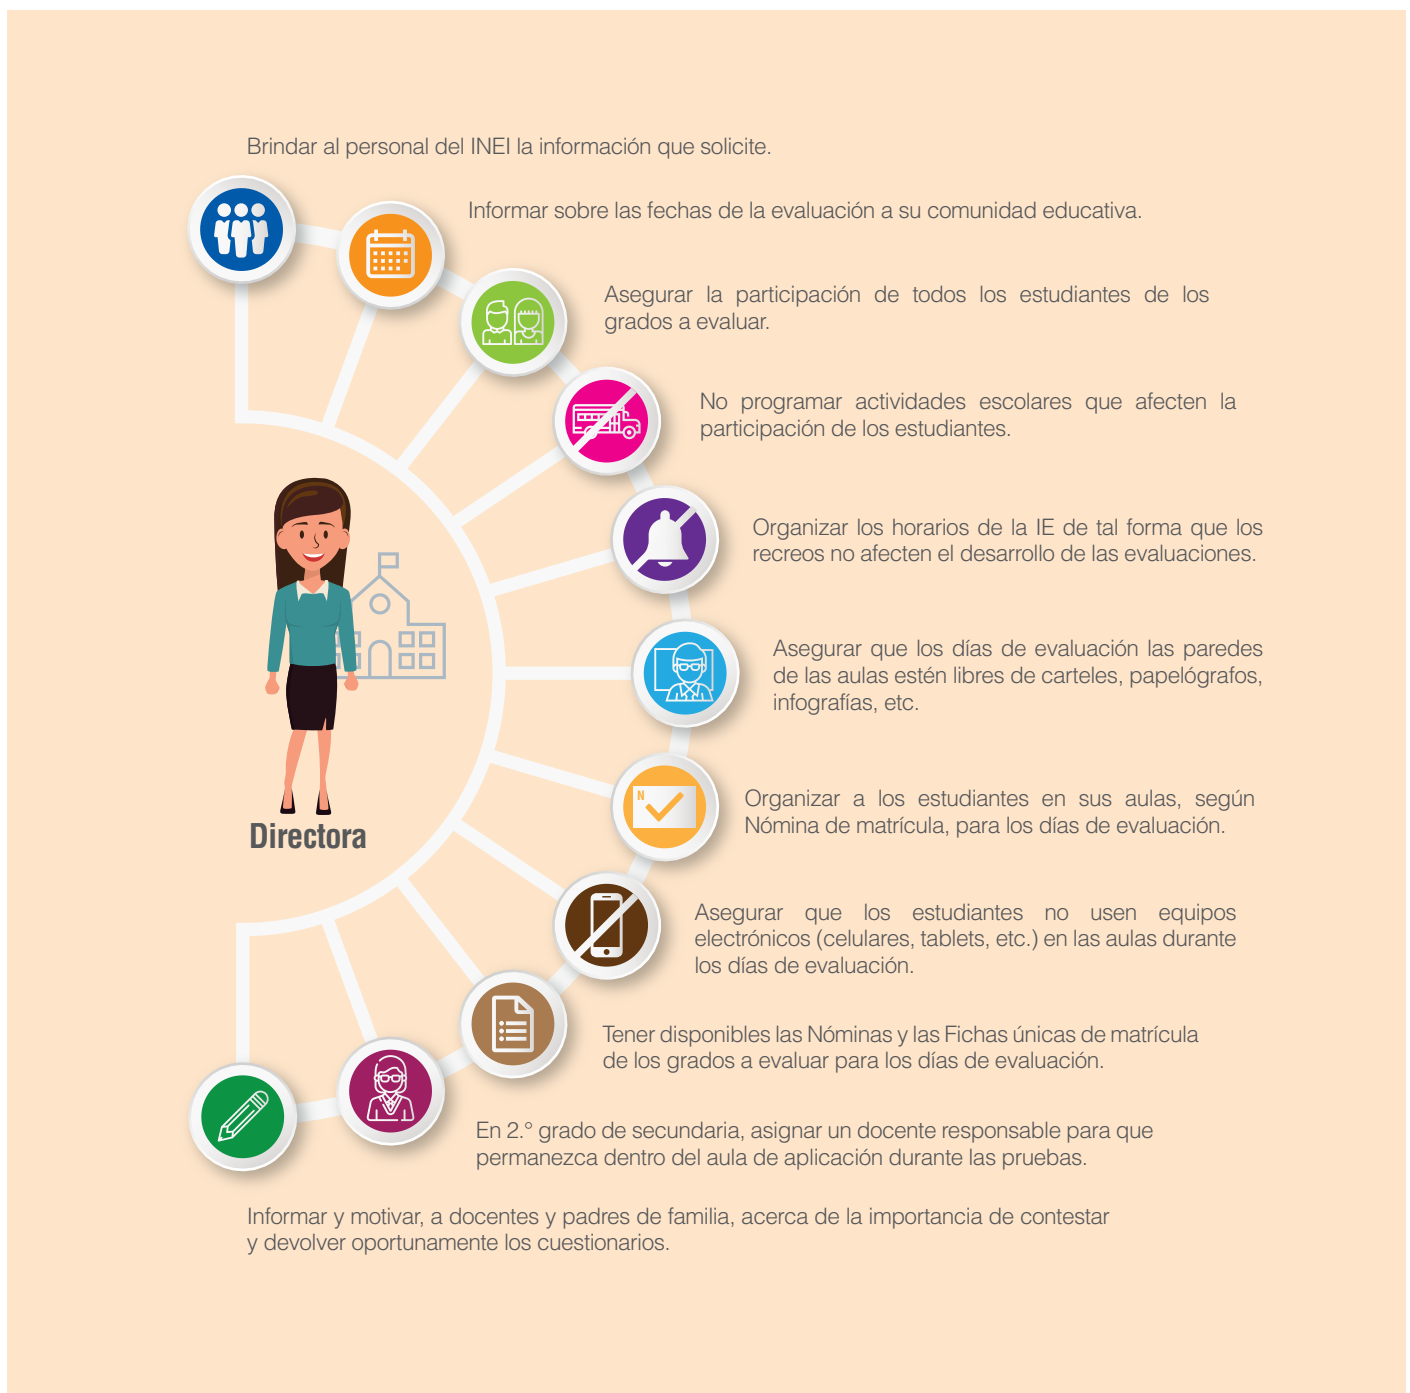 Brindar al personal del INEI la información que solicite.
Informar sobre las fechas de la evaluación a su comunidad educativa.
Asegurar la participación de todos los estudiantes de los
grados a evaluar.
No programar actividades escolares que afecten la
participación de los estudiantes.
Organizar los horarios de la IE de tal forma que los
recreos no afecten el desarrollo de las evaluaciones.
Asegurar que los días de evaluación las paredes
de las aulas estén libres de carteles, papelógrafos,
infografías, etc.
N
Organizar a los estudiantes en sus aulas, según
Nómina de matrícula, para los días de evaluación.
Directora
Asegurar que los estudiantes no usen equipos
electrónicos (celulares, tablets, etc.) en las aulas durante
los días de evaluación.
Tener disponibles las Nóminas y las Fichas únicas de matrícula
de los grados a evaluar para los días de evaluación.
En 2.° grado de secundaria, asignar un docente responsable para que
permanezca dentro del aula de aplicación durante las pruebas.
Informar y motivar, a docentes y padres de familia, acerca de la importancia de contestar
y devolver oportunamente los cuestionarios.